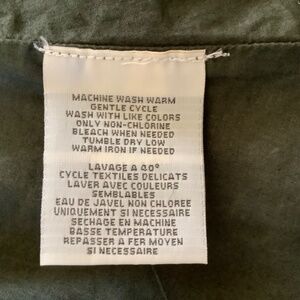 MACHINE WASH WARM
GENTLE CYCLE
WASH WITH LIKE COLORS
ONLY NON-CHLORINE
BLEACH WHEN NEEDED
TUMBLE DRY LOW
WARM IRON IF NEEDED
LAVAGE A 40°
CYCLE TEXTILES DELICATS
LAVER AVEC COULEURS
SEMBLABLES
EAU DE JAVEL NON CHLOREE
UNIQUEMENT SI NECESSAIRE
SECHAGE EN MACHINE
BASSE TEMPERATURE
REPASSER A FER MOYEN
SI NECESSAIRE